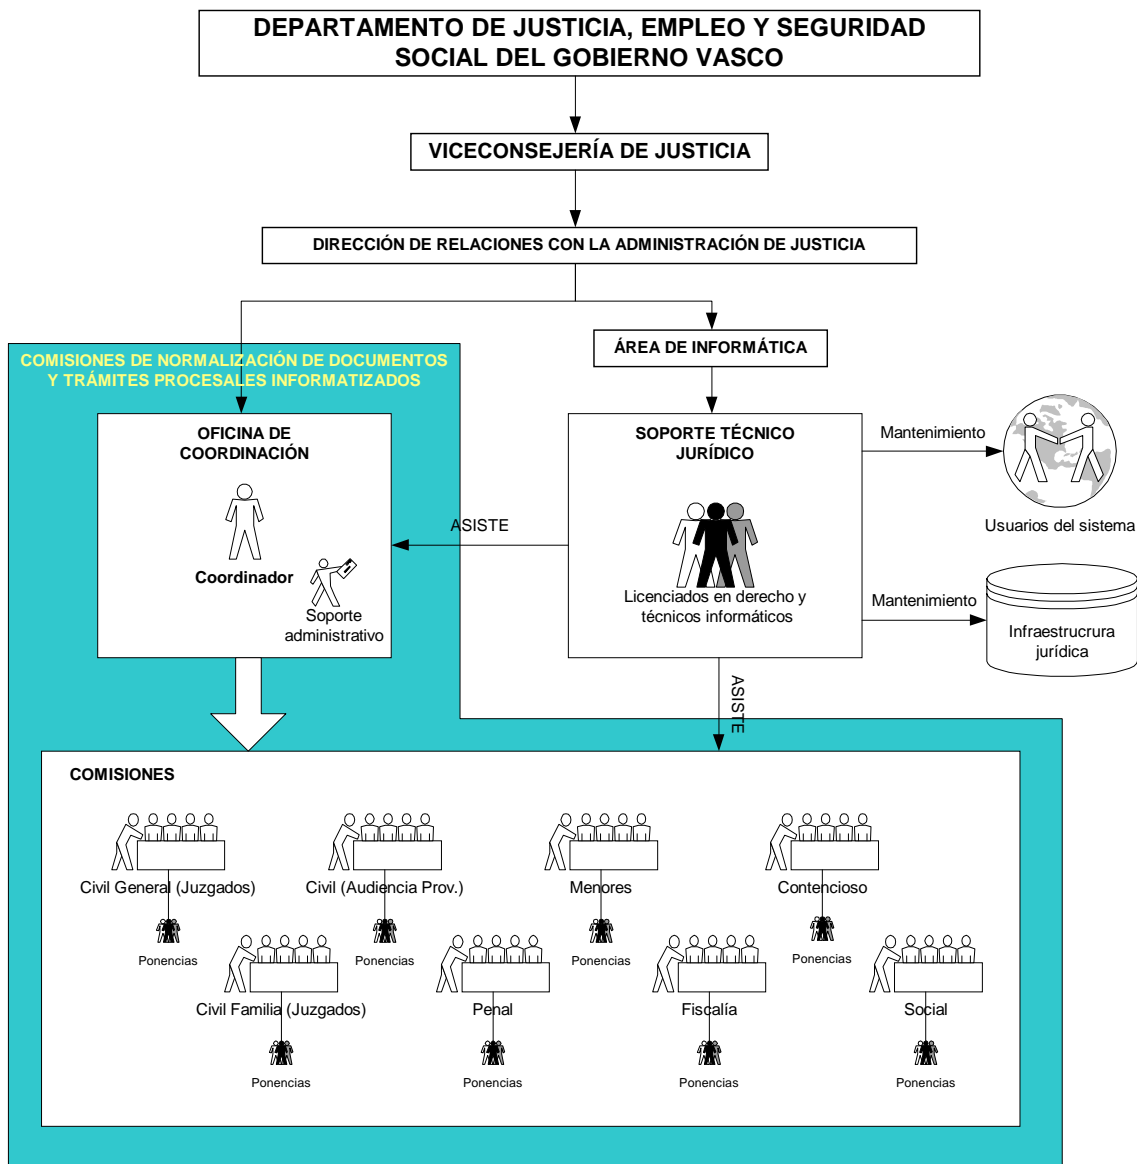 DEPARTAMENTO DE JUSTICIA, EMPLEO Y SEGURIDAD
SOCIAL DEL GOBIERNO VASCO
VICECONSEJERÍA DE JUSTICIA
DIRECCIÓN DE RELACIONES CON LA ADMINISTRACIÓN DE JUSTICIA
ÁREA DE INFORMÁTICA
COMISIONES DE NORMALIZACIÓN DE DOCUMENTOS
Y TRÁMITES PROCESALES INFORMATIZADOS
OFICINA DE
COORDINACIÓN
Coordinador
Soporte
administrativo
ASISTE
SOPORTE TÉCNICO
JURÍDICO
Licenciados en derecho y
técnicos informáticos
Mantenimiento
Usuarios del sistema
Mantenimiento
Infraestrucrura
jurídica
ASISTE
COMISIONES
Civil General (Juzgados)
Civil (Audiencia Prov.)
Menores
Contencioso
Ponencias
Ponencias
Ponencias
Ponencias
Civil Familia (Juzgados)
Penal
Fiscalía
Social
Ponencias
Ponencias
Ponencias
Ponencias